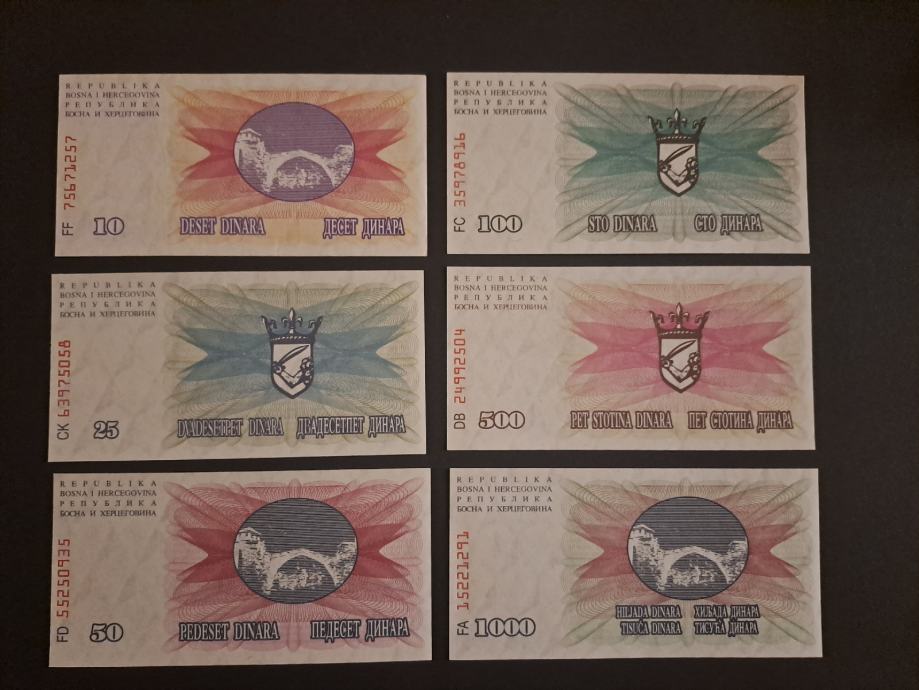 REPUBLIKA
BOSNA I HERCEGOVINA
РЕПУБЛИКА
БОСНА И ХЕРЦЕГОВИНА
FF 75671257
10 DESET DINARA ДЕСЕТ ДИНАРА
REPUBLIKA
BOSNA I HERCEGOVINA
РЕПУБЛИКА
БОСНА И ХЕРЦЕГОВИНА
FC 35978916
100 STO DINARA СТО ДИНАРА
REPUBLIKA
BOSNA I HERCEGOVINA
РЕПУБЛИКА
БОСНА И ХЕРЦЕГОВИНА
CK 63975058
25 DVADESETPET DINARA ДВАДЕСЕТПЕТ ДИНАРА
REPUBLIKA
BOSNA I HERCEGOVINA
РЕПУБЛИКА
БОСНА И ХЕРЦЕГОВИНА
DB 24992504
500 PET STOTINA DINARA ПЕТ СТОТИНА ДИНАРА
REPUBLIKA
BOSNA I HERCEGOVINA
РЕПУБЛИКА
БОСНА И ХЕРЦЕГОВИНА
FD 55250935
50 PEDESET DINARA ПЕДЕСЕТ ДИНАРА
REPUBLIKA
BOSNA I HERCEGOVINA
РЕПУБЛИКА
БОСНА И ХЕРЦЕГОВИНА
FA 15221291
HILJADA DINARA ХИЉАДА ДИНАРА
1000 TISUĆA DINARA ТИСУЋА ДИНАРА